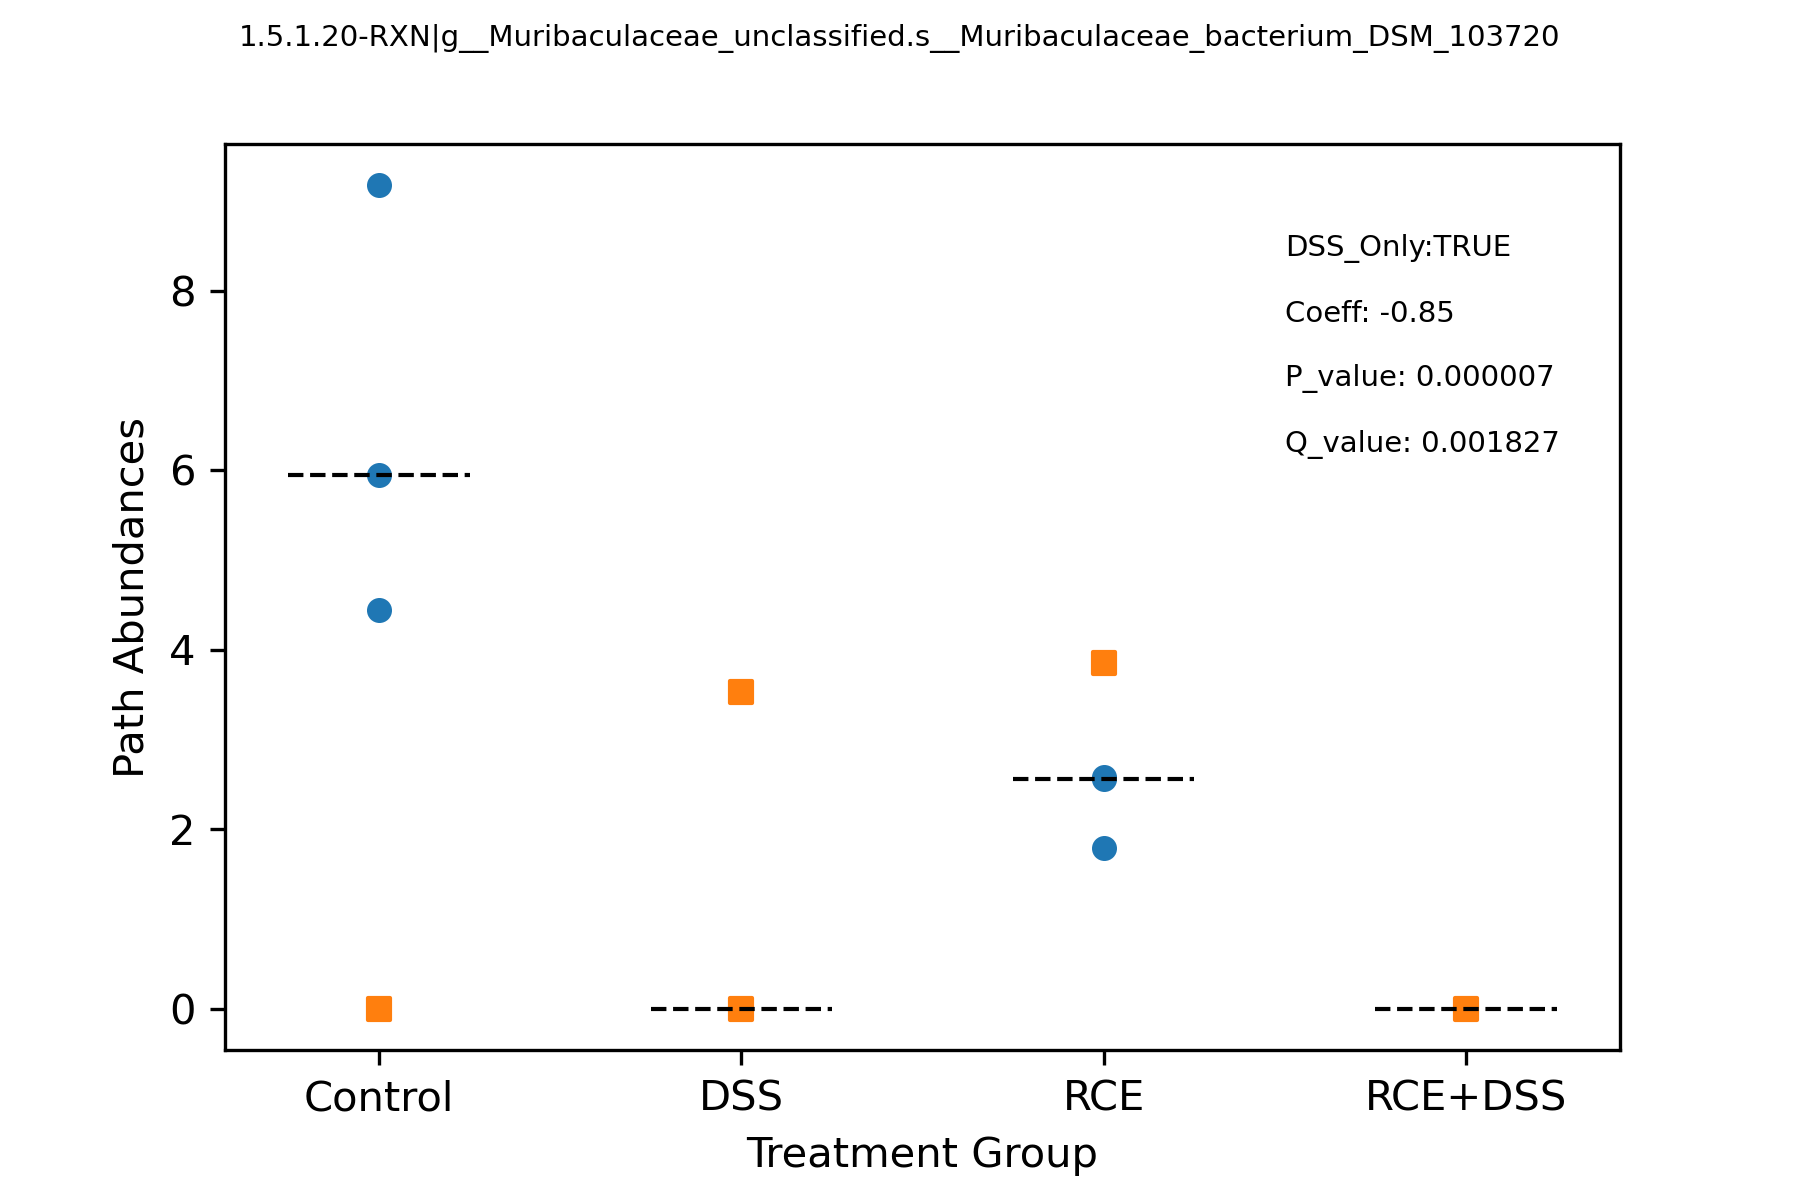 1.5.1.20-RXN|g__Muribaculaceae_unclassified.s__Muribaculaceae_bacterium_DSM_103720
DSS_Only:TRUE
Coeff: -0.85
P_value: 0.000007
Q_value: 0.001827
Path Abundances
8
6
4
2
0
Control
DSS
RCE
RCE+DSS
Treatment Group